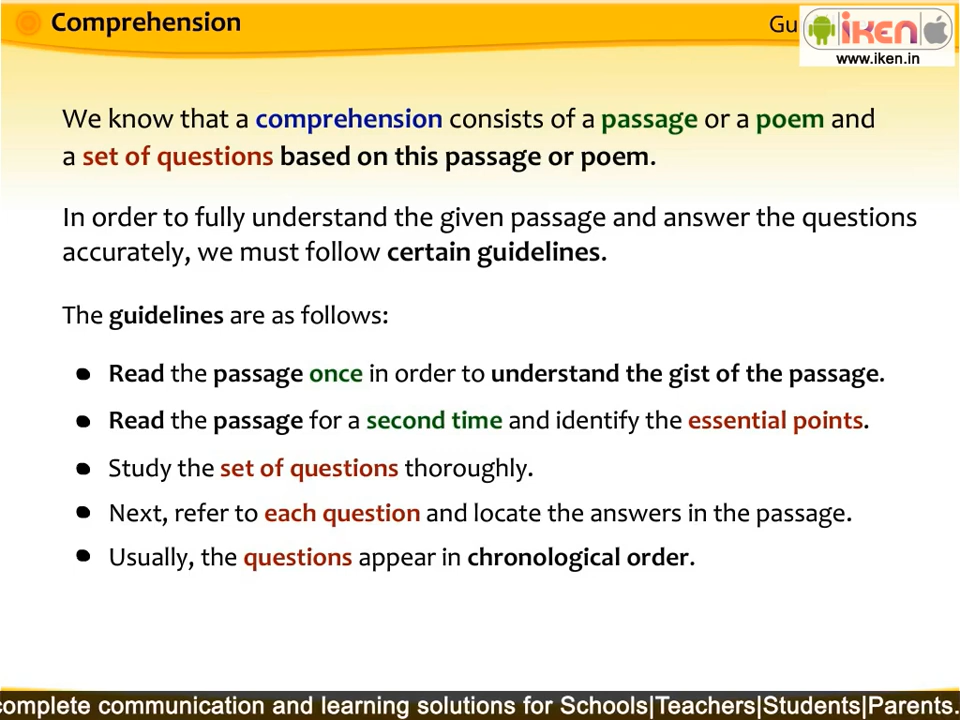 Comprehension
iken
www.iken.in
We know that a comprehension consists of a passage or a poem and
a set of questions based on this passage or poem.
In order to fully understand the given passage and answer the questions
accurately, we must follow certain guidelines.
The guidelines are as follows:
Read the passage once in order to understand the gist of the passage.
Read the passage for a second time and identify the essential points.
Study the set of questions thoroughly.
Next, refer to each question and locate the answers in the passage.
Usually, the questions appear in chronological order.
complete communication and learning solutions for Schools|Teachers|Students|Parents.